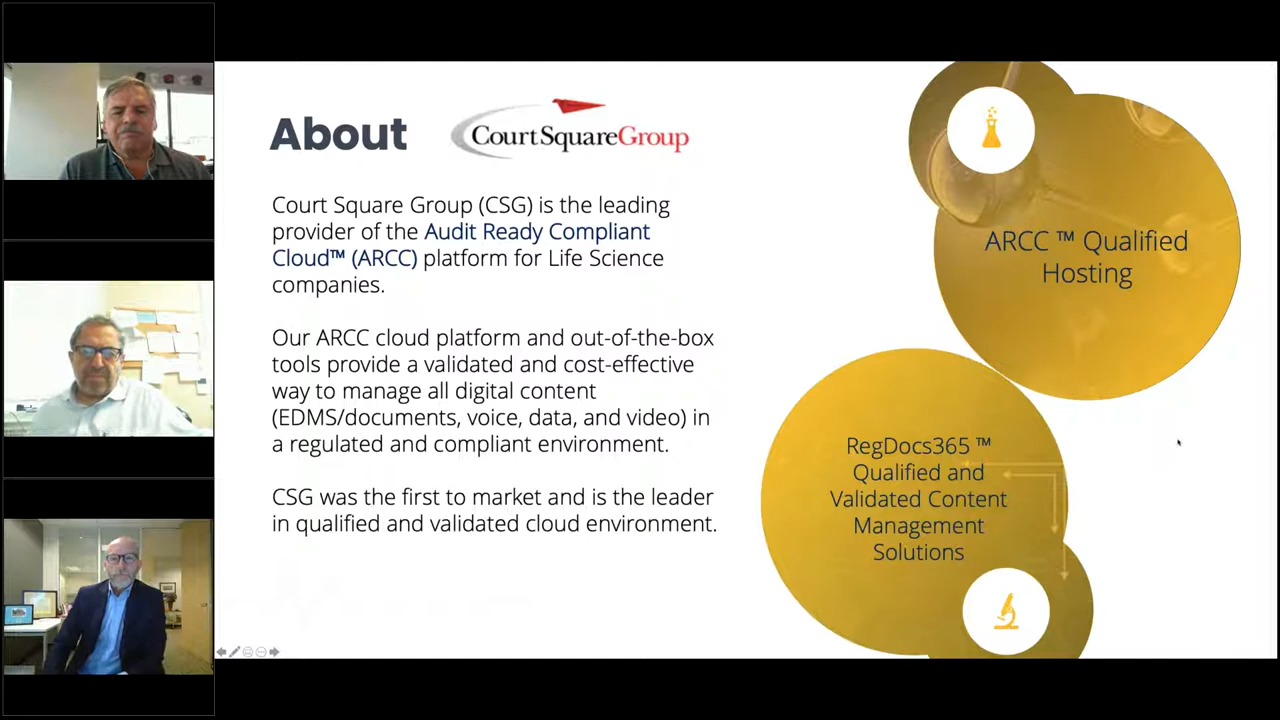 About
CourtSquareGroup
Court Square Group (CSG) is the leading
provider of the Audit Ready Compliant
Cloud™ (ARCC) platform for Life Science
companies.
Our ARCC cloud platform and out-of-the-box
tools provide a validated and cost-effective
way to manage all digital content
(EDMS/documents, voice, data, and video) in
a regulated and compliant environment.
CSG was the first to market and is the leader
in qualified and validated cloud environment.
ARCC ™ Qualified
Hosting
RegDocs365 ™
Qualified and
Validated Content
Management
Solutions